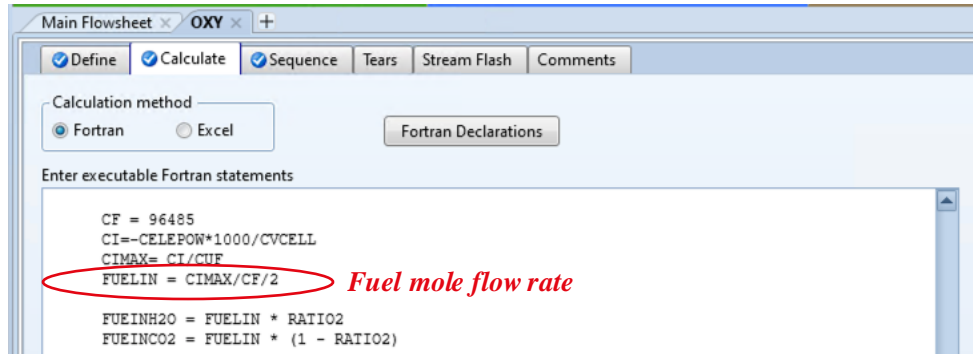 Main Flowsheet × OXY × +
Define Calculate Sequence Tears Stream Flash Comments
Calculation method
Fortran Excel Fortran Declarations
Enter executable Fortran statements
CF = 96485
CI=-CELEPOW*1000/CVCELL
CIMAX= CI/CUF
FUELIN = CIMAX/CF/2 Fuel mole flow rate
FUEINH2O = FUELIN * RATIO2
FUEINCO2 = FUELIN * (1 - RATIO2)